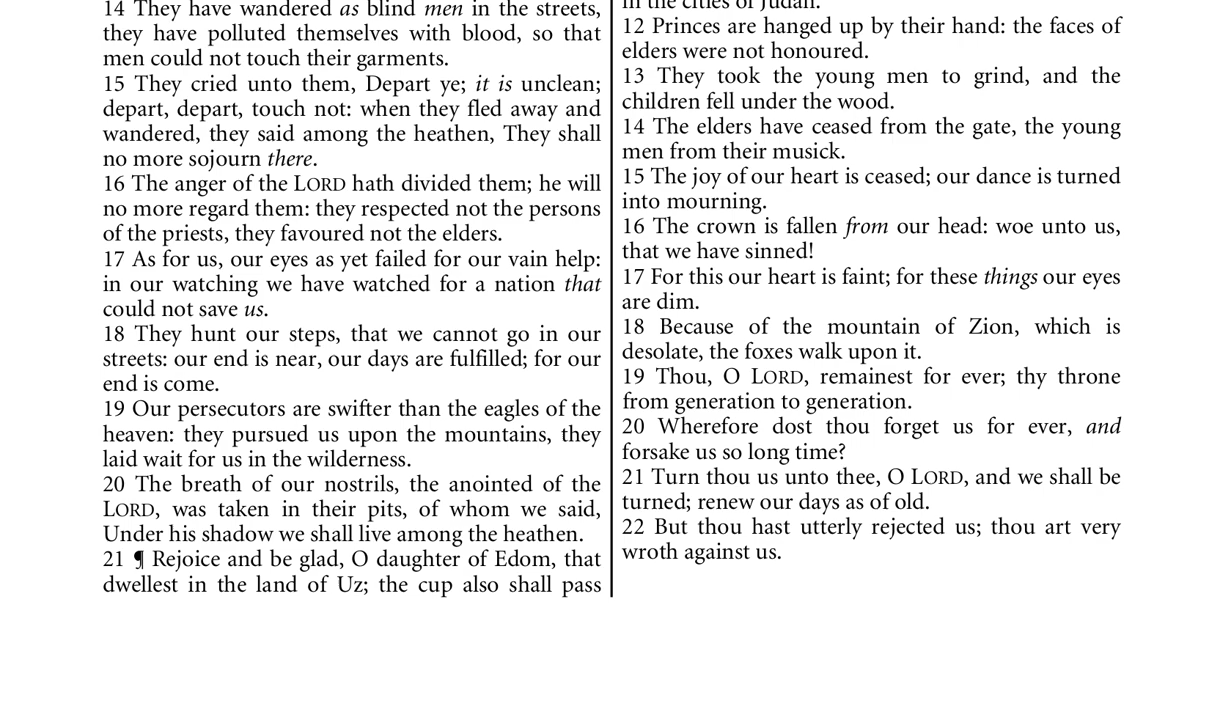 14 They have wandered as blind men in the streets,
they have polluted themselves with blood, so that
men could not touch their garments.
15 They cried unto them, Depart ye; it is unclean;
depart, depart, touch not: when they fled away and
wandered, they said among the heathen, They shall
no more sojourn there.
16 The anger of the LORD hath divided them; he will
no more regard them: they respected not the persons
of the priests, they favoured not the elders.
17 As for us, our eyes as yet failed for our vain help:
in our watching we have watched for a nation that
could not save us.
18 They hunt our steps, that we cannot go in our
streets: our end is near, our days are fulfilled; for our
end is come.
19 Our persecutors are swifter than the eagles of the
heaven: they pursued us upon the mountains, they
laid wait for us in the wilderness.
20 The breath of our nostrils, the anointed of the
LORD, was taken in their pits, of whom we said,
Under his shadow we shall live among the heathen.
21 ¶ Rejoice and be glad, O daughter of Edom, that
dwellest in the land of Uz; the cup also shall pass
in the cities of Judah.
12 Princes are hanged up by their hand: the faces of
elders were not honoured.
13 They took the young men to grind, and the
children fell under the wood.
14 The elders have ceased from the gate, the young
men from their musick.
15 The joy of our heart is ceased; our dance is turned
into mourning.
16 The crown is fallen from our head: woe unto us,
that we have sinned!
17 For this our heart is faint; for these things our eyes
are dim.
18 Because of the mountain of Zion, which is
desolate, the foxes walk upon it.
19 Thou, O LORD, remainest for ever; thy throne
from generation to generation.
20 Wherefore dost thou forget us for ever, and
forsake us so long time?
21 Turn thou us unto thee, O LORD, and we shall be
turned; renew our days as of old.
22 But thou hast utterly rejected us; thou art very
wroth against us.